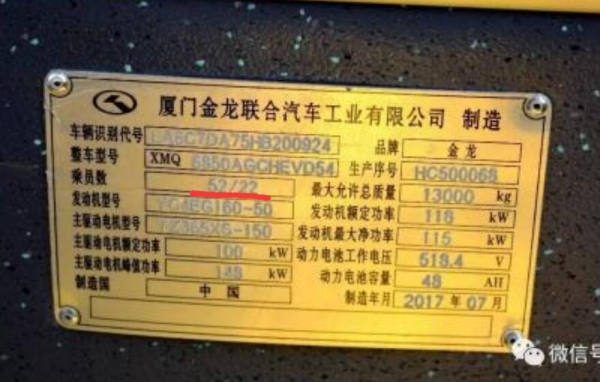 厦门金龙联合汽车工业有限公司 制造
车辆识别代号 LA6C7DA75HB200924 品牌 金龙
整车型号 XMQ 6850AGCHEVD54 生产序号 HC500068
乘员数 52/22 最大允许总质量 13000 kg
发动机型号 YC4EG160-50 发动机额定功率 118 kW
主驱动电机型号 TZ365XS-150 发动机最大净功率 115 kW
主驱动电机额定功率 100 kW 动力电池工作电压 518.4 V
主驱动电机峰值功率 148 kW 动力电池容量 48 AH
制造国 中国 制造年月 2017年07月
微信号